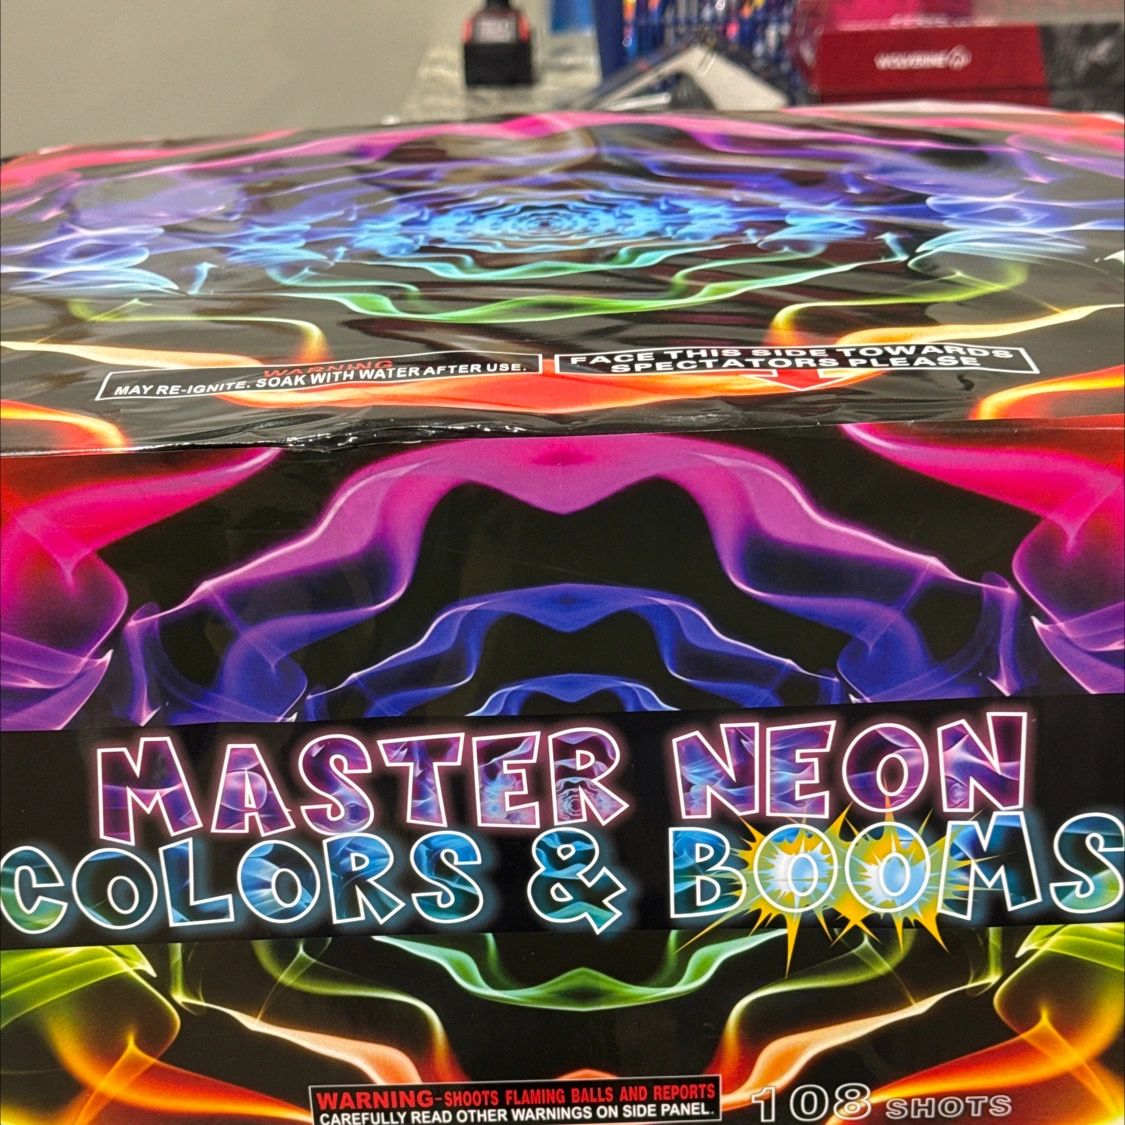 WOLVERINE
WARNING
MAY RE-IGNITE. SOAK WITH WATER AFTER USE.
FACE THIS SIDE TOWARDS
SPECTATORS PLEASE
MASTER NEON
COLORS & BOOMS
WARNING-SHOOTS FLAMING BALLS AND REPORTS
CAREFULLY READ OTHER WARNINGS ON SIDE PANEL.
108 SHOTS